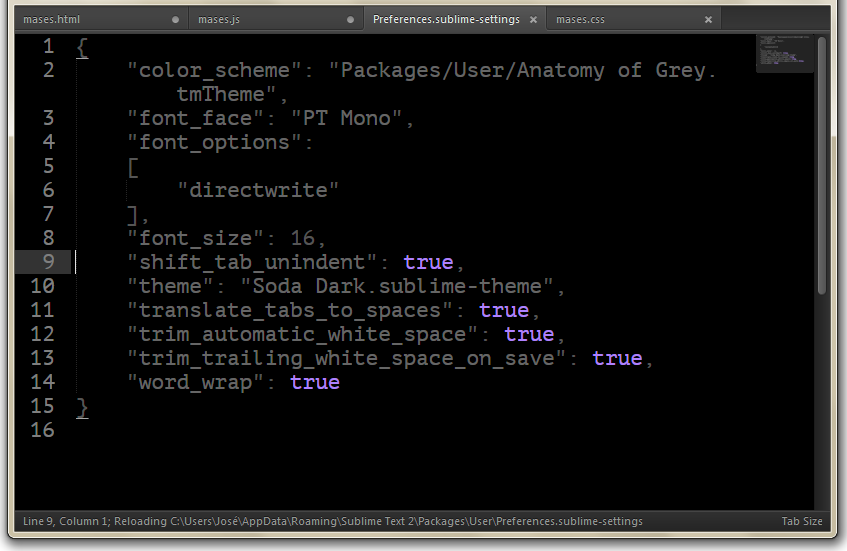 mases.html
mases.js
Preferences.sublime-settings
mases.css
1 {
2 "color_scheme": "Packages/User/Anatomy of Grey.
tmTheme",
3 "font_face": "PT Mono",
4 "font_options":
5 [
6 "directwrite"
7 ],
8 "font_size": 16,
9 "shift_tab_unindent": true,
10 "theme": "Soda Dark.sublime-theme",
11 "translate_tabs_to_spaces": true,
12 "trim_automatic_white_space": true,
13 "trim_trailing_white_space_on_save": true,
14 "word_wrap": true
15 }
16
Line 9, Column 1; Reloading C:\Users\José\AppData\Roaming\Sublime Text 2\Packages\User\Preferences.sublime-settings
Tab Size